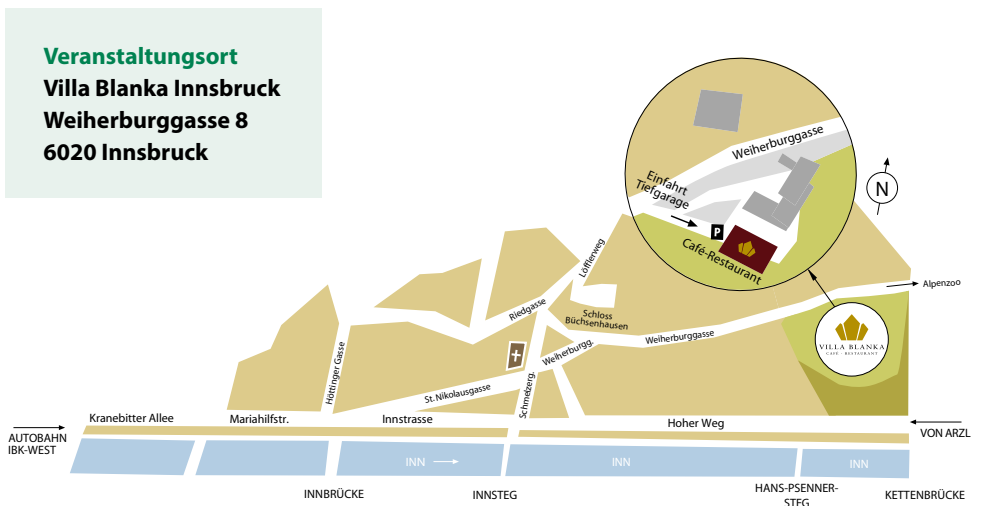 Veranstaltungsort
Villa Blanka Innsbruck
Weiherburggasse 8
6020 Innsbruck
Weiherburggasse
Einfahrt
Tiefgarage
P
Café-Restaurant
N
Löfflerweg
Alpenzoo
Riedgasse
Schloss
Büchsenhausen
Weiherburggasse
VILLA BLANKA
CAFÉ · RESTAURANT
Höttinger Gasse
Weiherburgg.
St. Nikolausgasse
Schmelzerg.
Kranebitter Allee
Mariahilfstr.
Innstrasse
Hoher Weg
AUTOBAHN
IBK-WEST
VON ARZL
INN
INN
INN
INNBRÜCKE
INNSTEG
HANS-PSENNER-
STEG
KETTENBRÜCKE